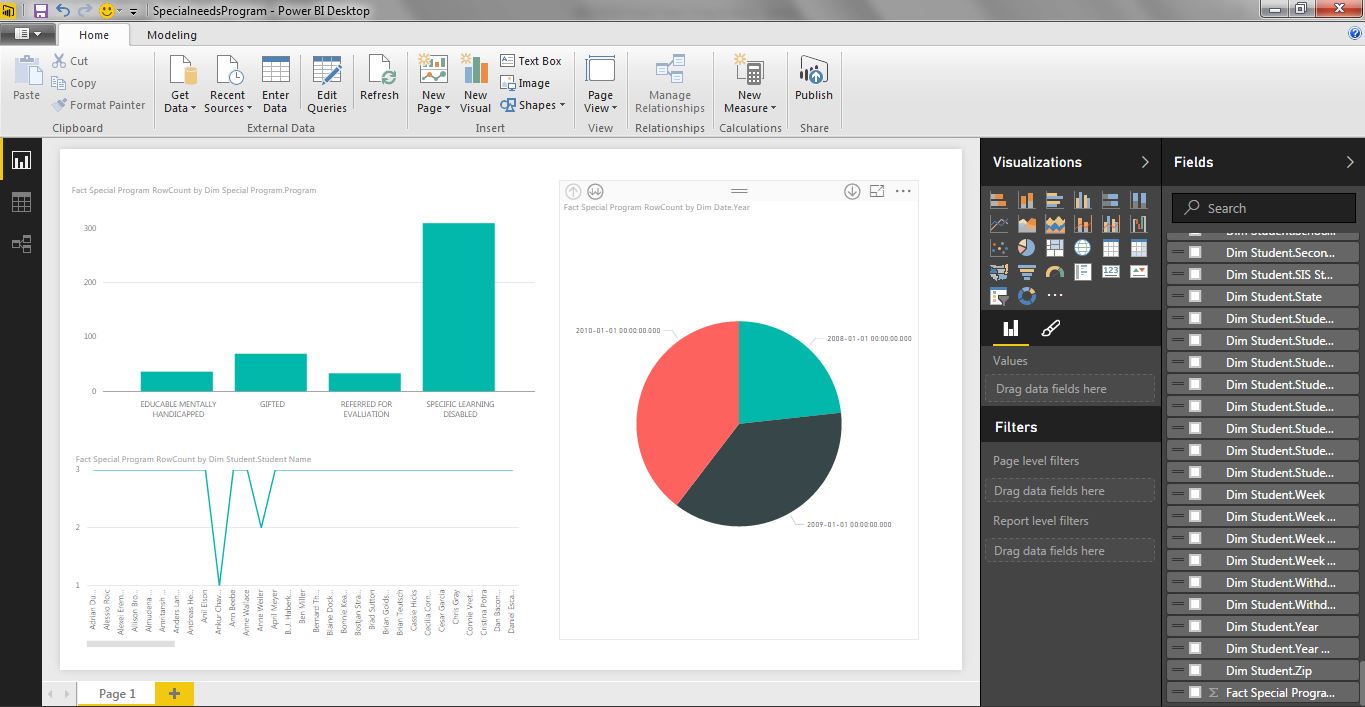 SpecialneedsProgram - Power BI Desktop
Home
Modeling
Paste
Cut
Copy
Format Painter
Clipboard
Get
Data
Recent
Sources
Enter
Data
Edit
Queries
Refresh
External Data
New
Page
New
Visual
Text Box
Image
Shapes
Insert
Page
View
View
Manage
Relationships
Relationships
New
Measure
Calculations
Publish
Share
Fact Special Program RowCount by Dim Special Program.Program
300
200
100
0
EDUCABLE MENTALLY
HANDICAPPED
GIFTED
REFERRED FOR
EVALUATION
SPECIFIC LEARNING
DISABLED
Fact Special Program RowCount by Dim Student.Student Name
3
2
1
Adrian Du...
Alessio Roic
Alexei Erem...
Allison Bro...
Almudena ...
Amritansh ...
Anders Lan...
Andreas He...
Anil Elson
Ankur Chav...
Ann Beebe
Anne Wallace
Anne Weiler
April Meyer
B.J. Haberk...
Ben Miller
Bernard Th...
Blaine Dock...
Bonnie Kea...
Bostjan Stra...
Brad Sutton
Brian Golds...
Brian Teutsch
Cassie Hicks
Cecilia Corn...
Cesar Garcia
Chris Gray
Connie Vret...
Cristina Potra
Dan Bacon...
Daniel Esca...
Fact Special Program RowCount by Dim Date.Year
2010-01-01 00:00:00.000
2008-01-01 00:00:00.000
2009-01-01 00:00:00.000
Page 1
Visualizations
123
Values
Drag data fields here
Filters
Page level filters
Drag data fields here
Report level filters
Drag data fields here
Fields
Search
Dim Student.Secon...
Dim Student.SIS St...
Dim Student.State
Dim Student.Stude...
Dim Student.Stude...
Dim Student.Stude...
Dim Student.Stude...
Dim Student.Stude...
Dim Student.Stude...
Dim Student.Stude...
Dim Student.Stude...
Dim Student.Week
Dim Student.Week ...
Dim Student.Week ...
Dim Student.Week ...
Dim Student.Withd...
Dim Student.Withd...
Dim Student.Year
Dim Student.Year ...
Dim Student.Zip
Fact Special Progra...